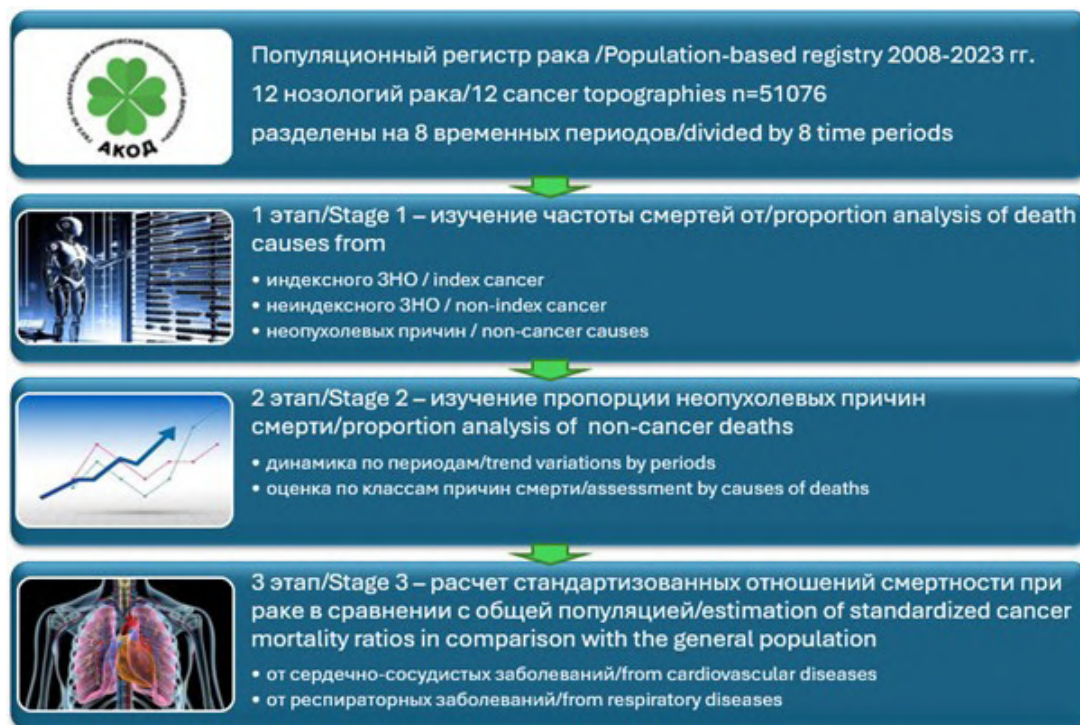 АКОД
Популяционный регистр рака /Population-based registry 2008-2023 гг.
12 нозологий рака/12 cancer topographies n=51076
разделены на 8 временных периодов/divided by 8 time periods
1 этап/Stage 1 – изучение частоты смертей от/proportion analysis of death
causes from
• индексного ЗНО / index cancer
• неиндексного ЗНО / non-index cancer
• неопухолевых причин / non-cancer causes
2 этап/Stage 2 – изучение пропорции неопухолевых причин
смерти/proportion analysis of non-cancer deaths
• динамика по периодам/trend variations by periods
• оценка по классам причин смерти/assessment by causes of deaths
3 этап/Stage 3 – расчет стандартизованных отношений смертности при
раке в сравнении с общей популяцией/estimation of standardized cancer
mortality ratios in comparison with the general population
• от сердечно-сосудистых заболеваний/from cardiovascular diseases
• от респираторных заболеваний/from respiratory diseases